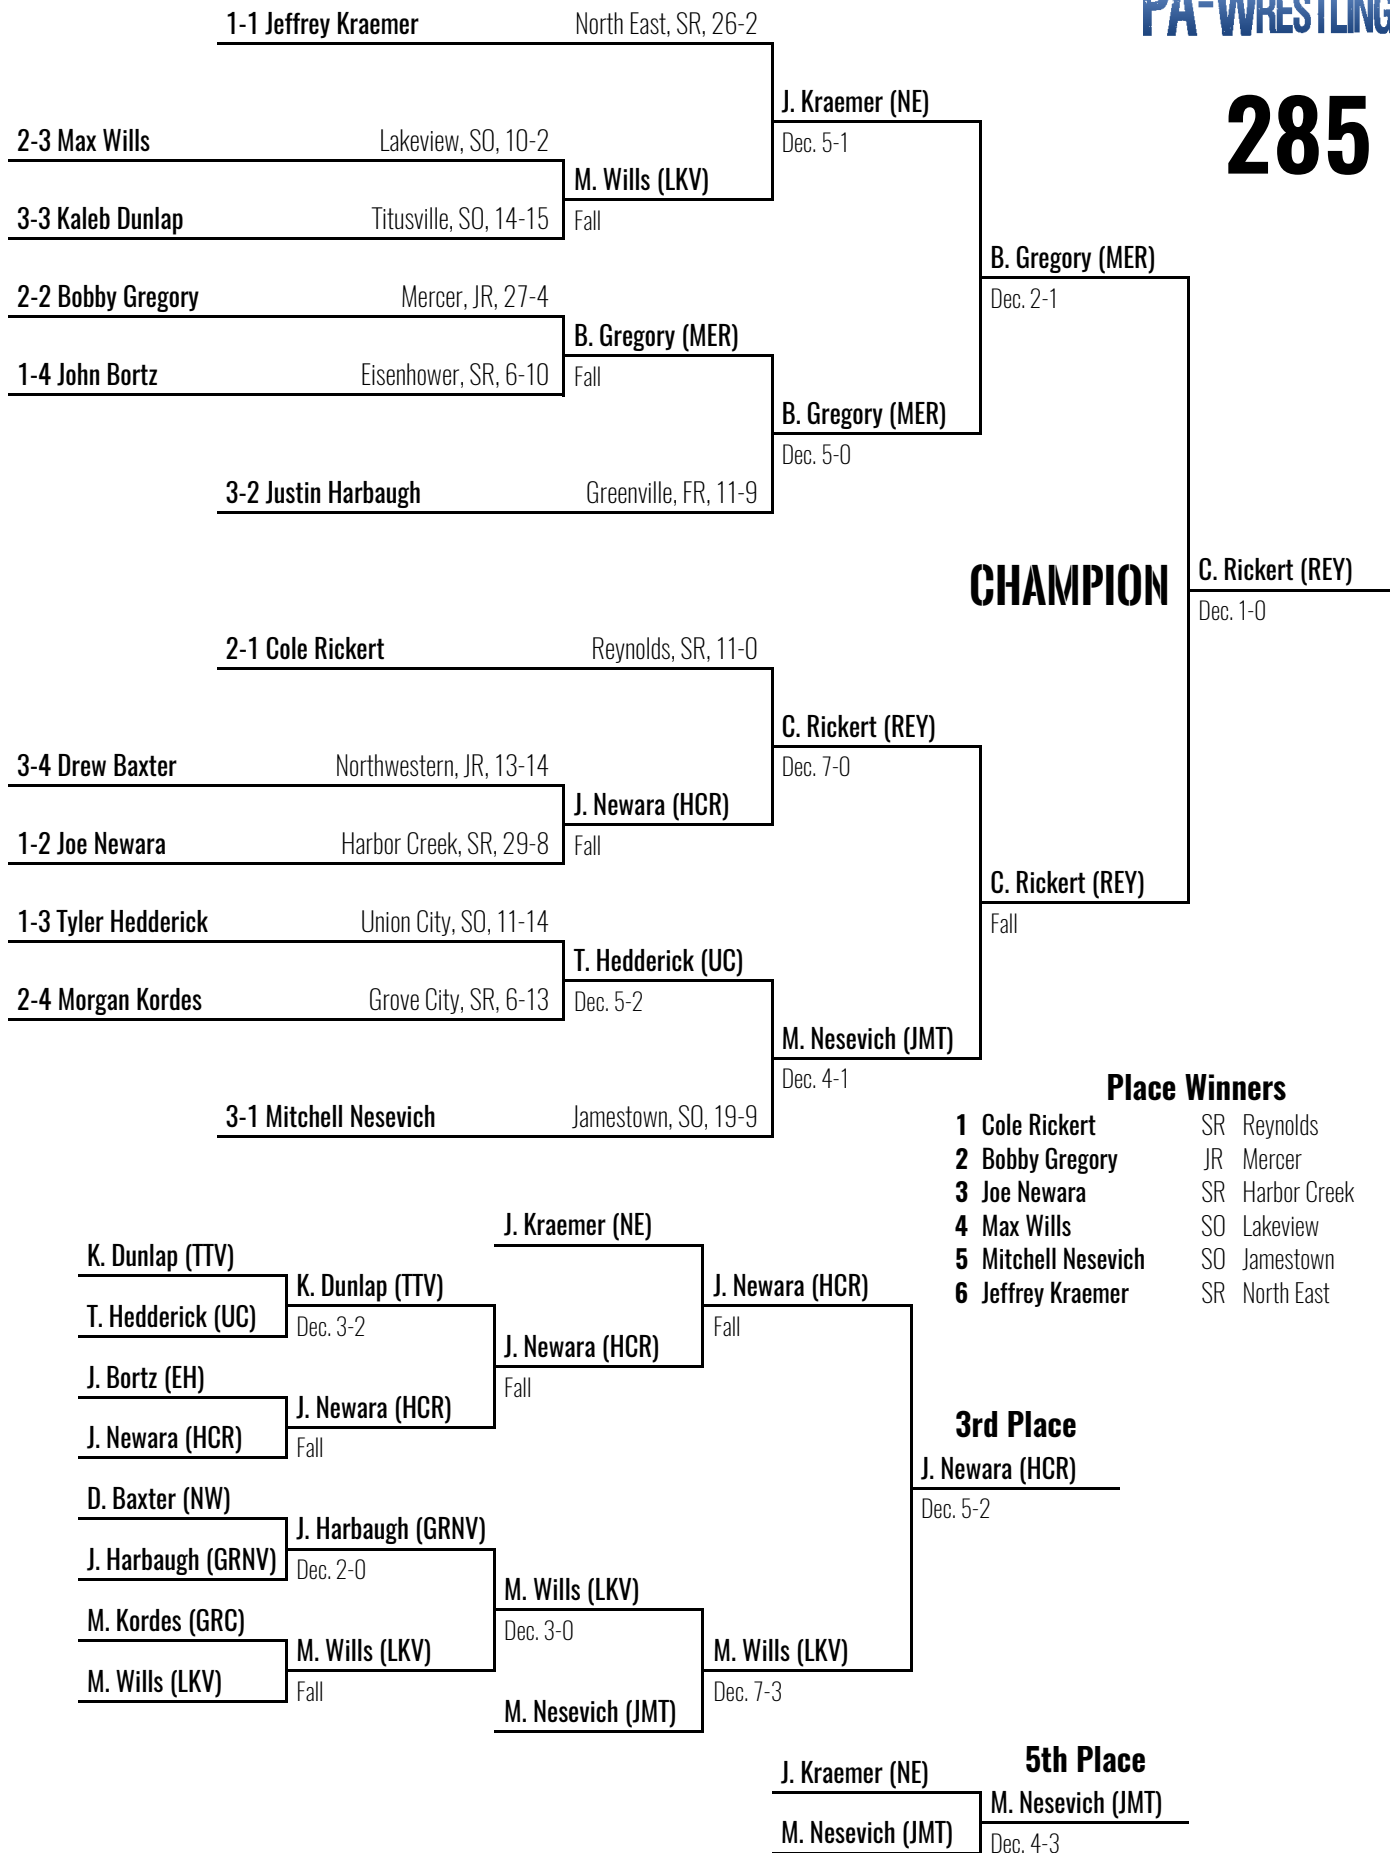 PA-WRESTLING
285
1-1 Jeffrey Kraemer North East, SR, 26-2
J. Kraemer (NE)
Dec. 5-1
2-3 Max Wills Lakeview, SO, 10-2
M. Wills (LKV)
Fall
3-3 Kaleb Dunlap Titusville, SO, 14-15
B. Gregory (MER)
Dec. 2-1
2-2 Bobby Gregory Mercer, JR, 27-4
B. Gregory (MER)
Fall
1-4 John Bortz Eisenhower, SR, 6-10
B. Gregory (MER)
Dec. 5-0
3-2 Justin Harbaugh Greenville, FR, 11-9
CHAMPION
C. Rickert (REY)
Dec. 1-0
2-1 Cole Rickert Reynolds, SR, 11-0
C. Rickert (REY)
Dec. 7-0
3-4 Drew Baxter Northwestern, JR, 13-14
J. Newara (HCR)
Fall
1-2 Joe Newara Harbor Creek, SR, 29-8
C. Rickert (REY)
Fall
1-3 Tyler Hedderick Union City, SO, 11-14
T. Hedderick (UC)
Dec. 5-2
2-4 Morgan Kordes Grove City, SR, 6-13
M. Nesevich (JMT)
Dec. 4-1
3-1 Mitchell Nesevich Jamestown, SO, 19-9
Place Winners
1 Cole Rickert SR Reynolds
2 Bobby Gregory JR Mercer
3 Joe Newara SR Harbor Creek
4 Max Wills SO Lakeview
5 Mitchell Nesevich SO Jamestown
6 Jeffrey Kraemer SR North East
J. Kraemer (NE)
K. Dunlap (TTV)
K. Dunlap (TTV)
Dec. 3-2
T. Hedderick (UC)
J. Newara (HCR)
Fall
J. Newara (HCR)
Fall
J. Bortz (EH)
J. Newara (HCR)
Fall
J. Newara (HCR)
3rd Place
J. Newara (HCR)
Dec. 5-2
D. Baxter (NW)
J. Harbaugh (GRNV)
Dec. 2-0
J. Harbaugh (GRNV)
M. Wills (LKV)
Dec. 3-0
M. Kordes (GRC)
M. Wills (LKV)
Fall
M. Wills (LKV)
M. Wills (LKV)
Dec. 7-3
M. Nesevich (JMT)
5th Place
J. Kraemer (NE)
M. Nesevich (JMT)
Dec. 4-3
M. Nesevich (JMT)